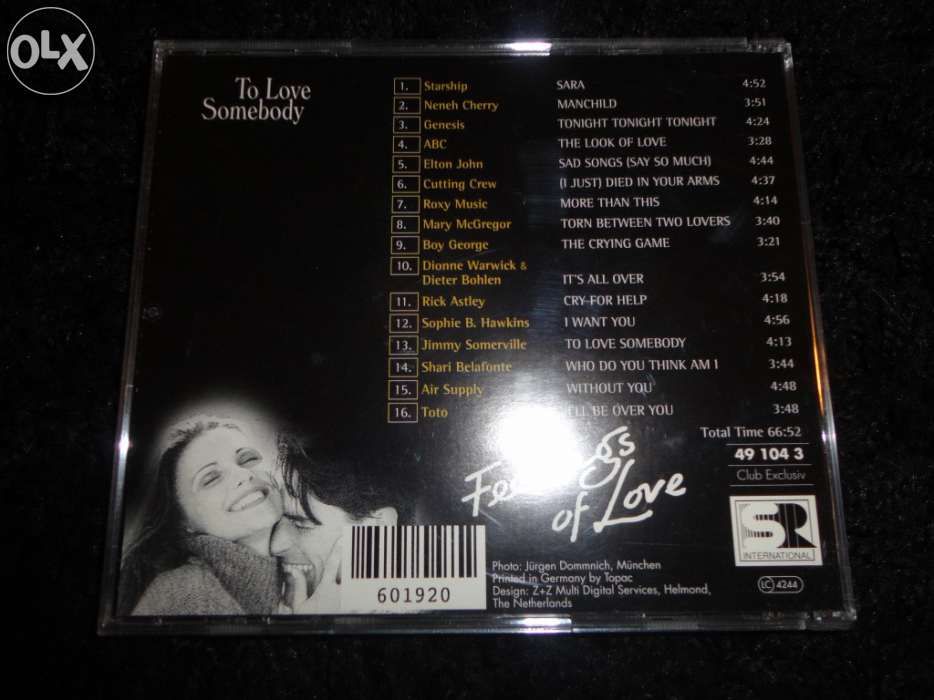 OLX
To Love
Somebody
1. Starship SARA 4:52
2. Neneh Cherry MANCHILD 3:51
3. Genesis TONIGHT TONIGHT TONIGHT 4:24
4. ABC THE LOOK OF LOVE 3:28
5. Elton John SAD SONGS (SAY SO MUCH) 4:44
6. Cutting Crew (I JUST) DIED IN YOUR ARMS 4:37
7. Roxy Music MORE THAN THIS 4:14
8. Mary McGregor TORN BETWEEN TWO LOVERS 3:40
9. Boy George THE CRYING GAME 3:21
10. Dionne Warwick &
Dieter Bohlen IT'S ALL OVER 3:54
11. Rick Astley CRY FOR HELP 4:18
12. Sophie B. Hawkins I WANT YOU 4:56
13. Jimmy Somerville TO LOVE SOMEBODY 4:13
14. Shari Belafonte WHO DO YOU THINK AM I 3:44
15. Air Supply WITHOUT YOU 4:48
16. Toto I'LL BE OVER YOU 3:48
Total Time 66:52
49 104 3
Club Exclusiv
Feelings
of Love
SR
INTERNATIONAL
LC 4244
601920
Photo: Jürgen Dommnich, München
Printed in Germany by Topac
Design: Z+Z Multi Digital Services, Helmond,
The Netherlands